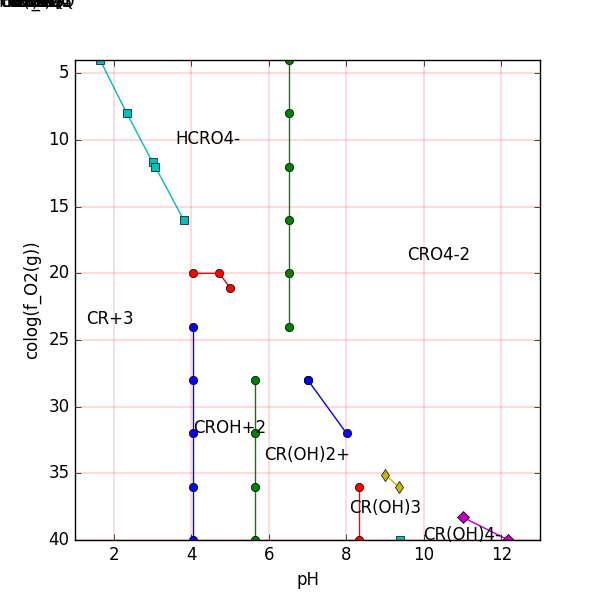 5
10
HCRO4-
15
CRO4-2
20
colog(f_O2(g))
CR+3
25
30
CROH+2
CR(OH)2+
35
CR(OH)3
CR(OH)4-
40
2
4
6
8
10
12
pH